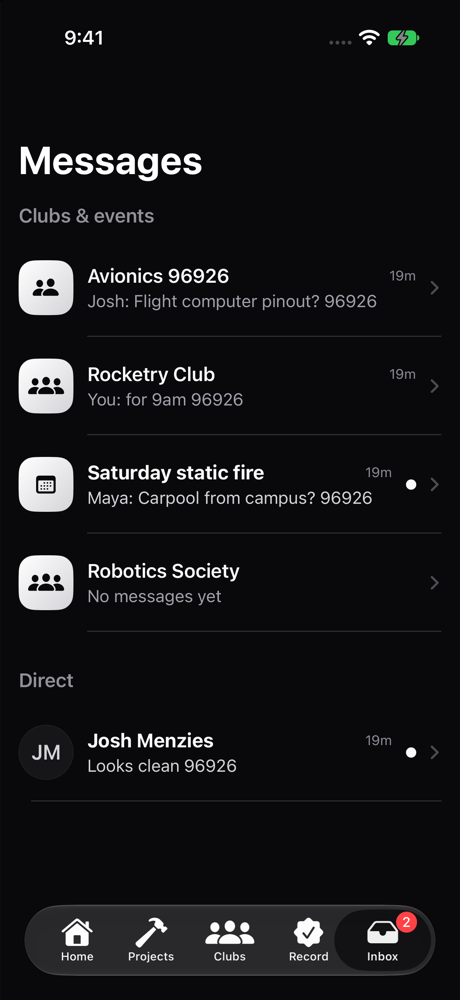 9:41
Messages
Clubs & events
Avionics 96926
19m
Josh: Flight computer pinout? 96926
Rocketry Club
19m
You: for 9am 96926
Saturday static fire
19m
Maya: Carpool from campus? 96926
Robotics Society
No messages yet
Direct
JM
Josh Menzies
19m
Looks clean 96926
2
Home
Projects
Clubs
Record
Inbox